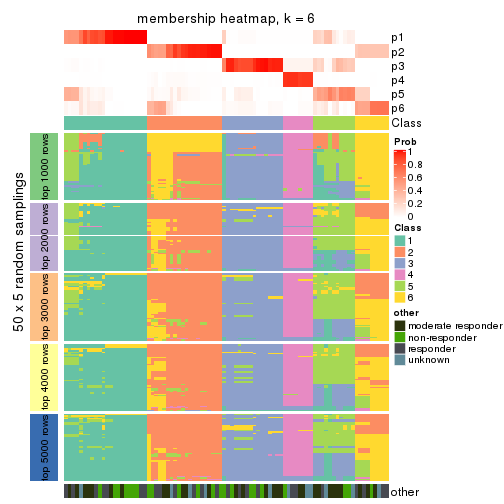 membership heatmap, k = 6
p1
p2
p3
p4
p5
p6
Class
50 x 5 random samplings
top 1000 rows
top 2000 rows
top 3000 rows
top 4000 rows
top 5000 rows
other
Prob
1
0.8
0.6
0.4
0.2
0
Class
1
2
3
4
5
6
other
moderate responder
non-responder
responder
unknown